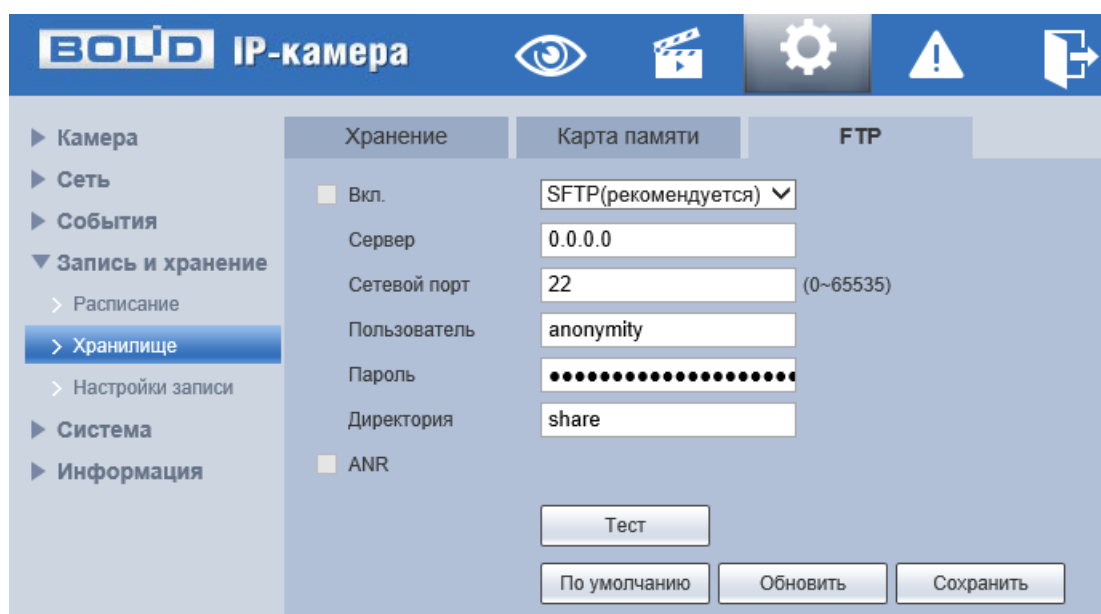 BOLID IP-камера
Камера
Сеть
События
Запись и хранение
Расписание
Хранилище
Настройки записи
Система
Информация
Хранение Карта памяти FTP
Вкл. SFTP(рекомендуется)
Сервер 0.0.0.0
Сетевой порт 22 (0~65535)
Пользователь anonymity
Пароль ●●●●●●●●●●●●●●●●●●●●
Директория share
ANR
Тест
По умолчанию Обновить Сохранить